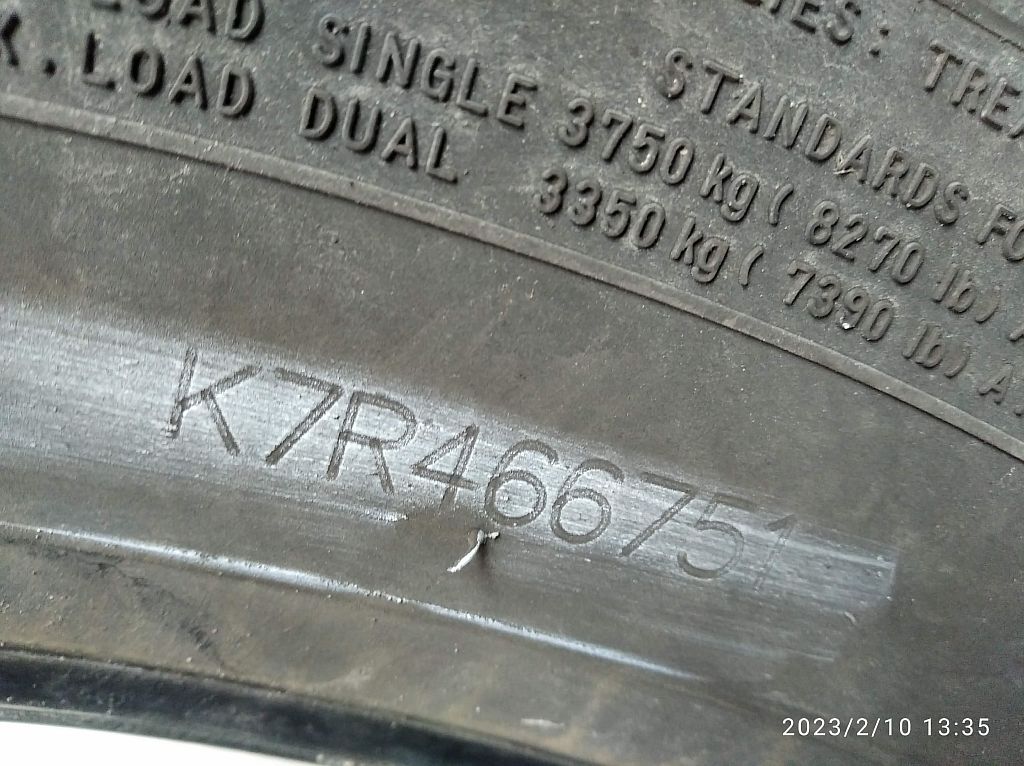 LOAD SINGLE 3750 kg ( 8270 lb)
. LOAD DUAL 3350 kg ( 7390 lb) A
STANDARDS
K7R466751
2023/2/10 13:35